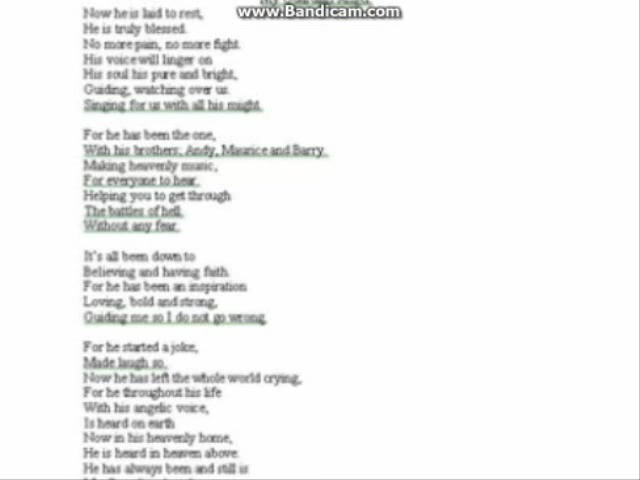 www.Bandicam.com
Now he is laid to rest,
He is truly blessed.
No more pain, no more fight.
His voice will linger on
His soul his pure and bright,
Guiding, watching over us.
Singing for us with all his might.
For he has been the one,
With his brothers, Andy, Maurice and Barry.
Making heavenly music,
For everyone to hear.
Helping you to get through
The battles of hell.
Without any fear.
It's all been down to
Believing and having faith.
For he has been an inspiration
Loving, bold and strong,
Guiding me so I do not go wrong.
For he started a joke,
Made laugh so.
Now he has left the whole world crying,
For he throughout his life
With his angelic voice,
Is heard on earth
Now in his heavenly home,
He is heard in heaven above.
He has always been and still is